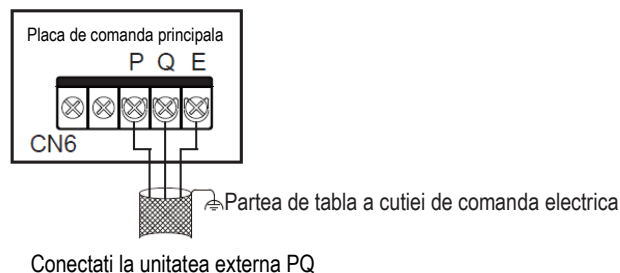 Placa de comanda principala
P Q E
CN6
Partea de tabla a cutiei de comanda electrica
Conectati la unitatea externa PQ